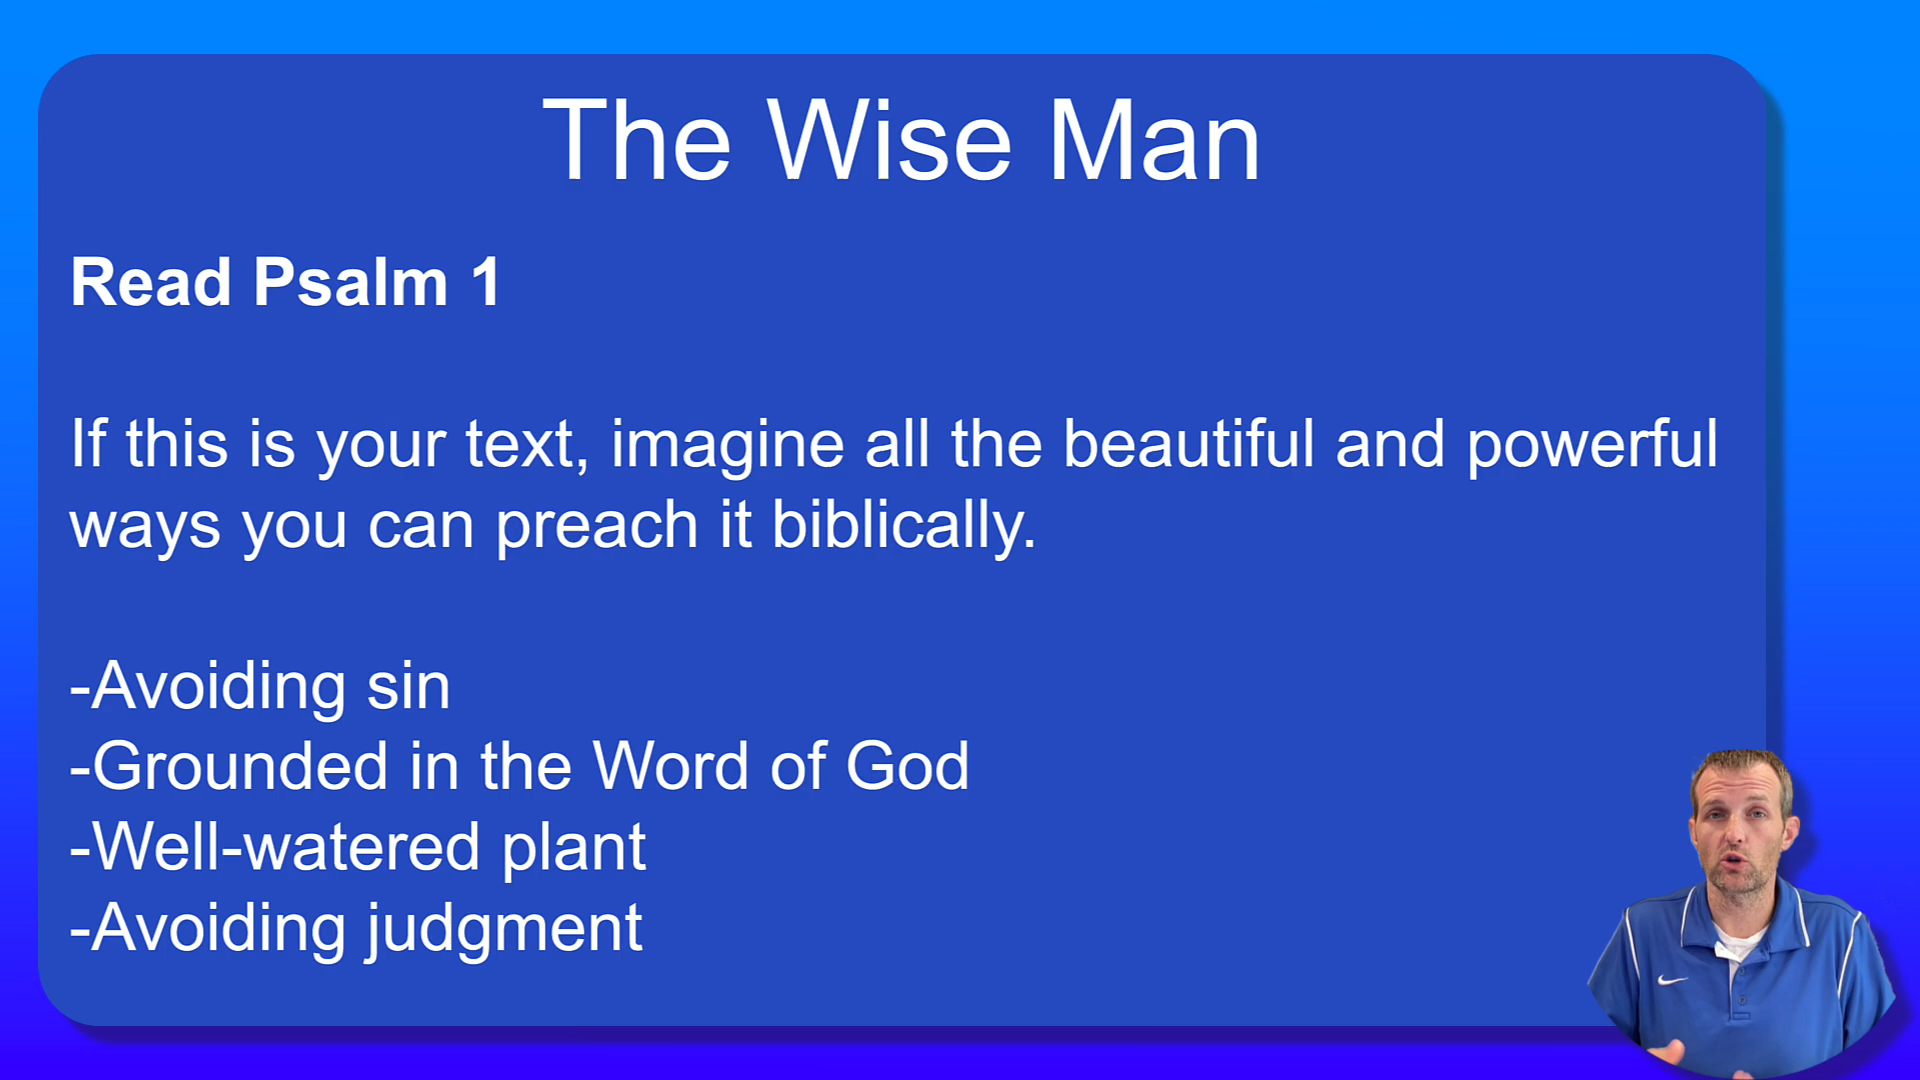 The Wise Man
Read Psalm 1
If this is your text, imagine all the beautiful and powerful
ways you can preach it biblically.
-Avoiding sin
-Grounded in the Word of God
-Well-watered plant
-Avoiding judgment